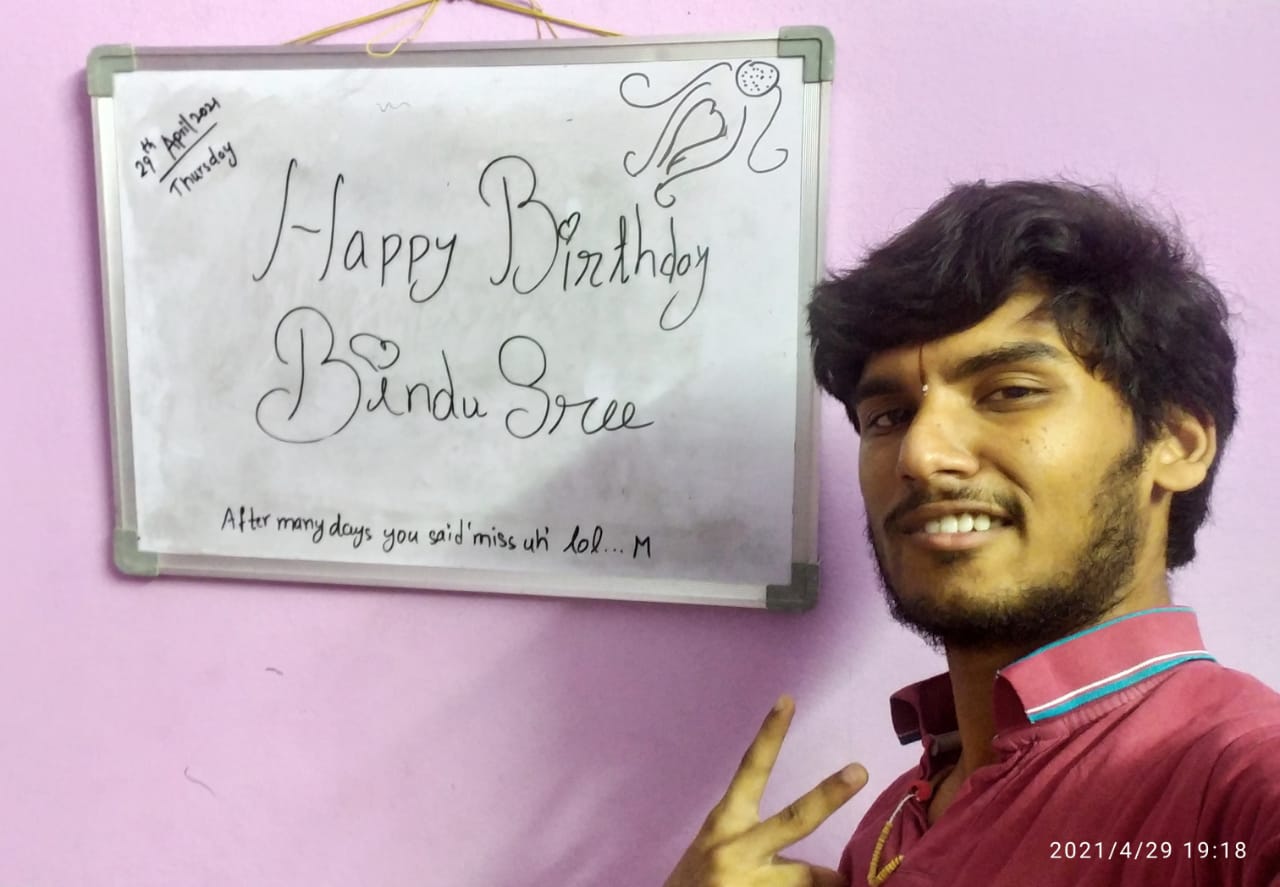 29th April 2021
Thursday
Happy Birthday
Bindu Sree
After many days you said 'miss uh' lol... M
2021/4/29 19:18